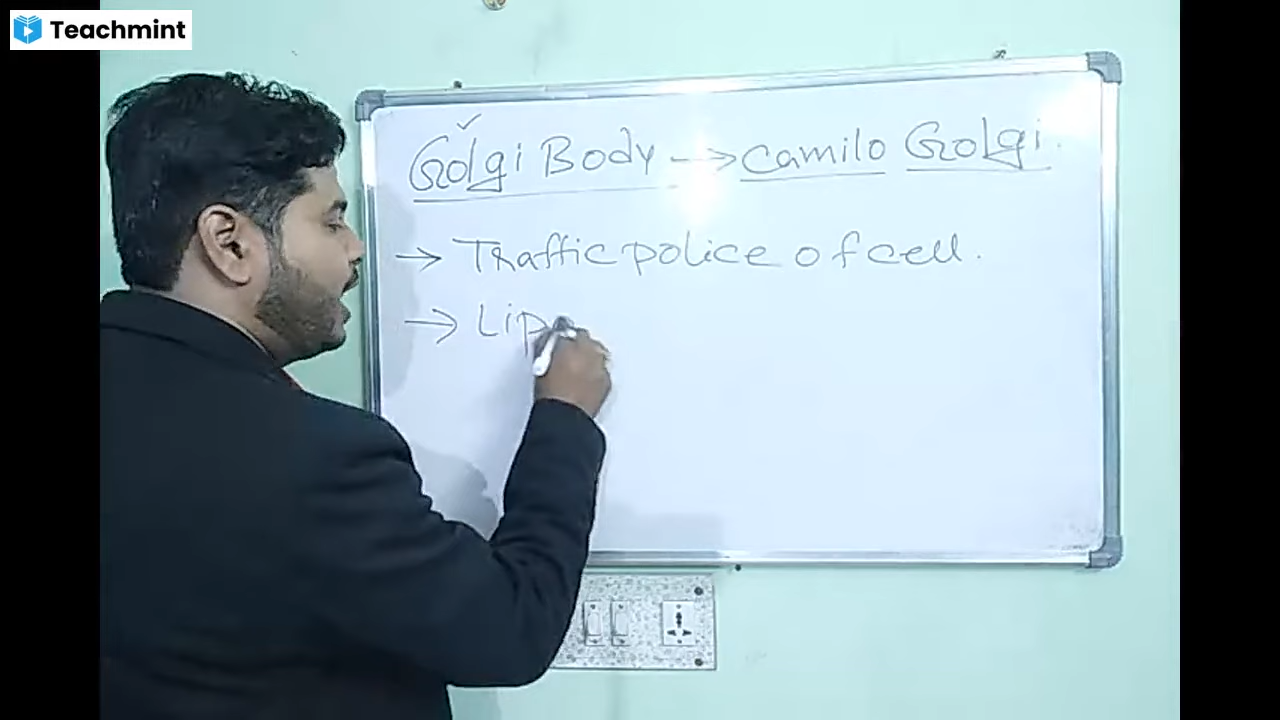 Teachmint
Golgi Body → Camilo Golgi.
→ Traffic police of cell.
→ Lip